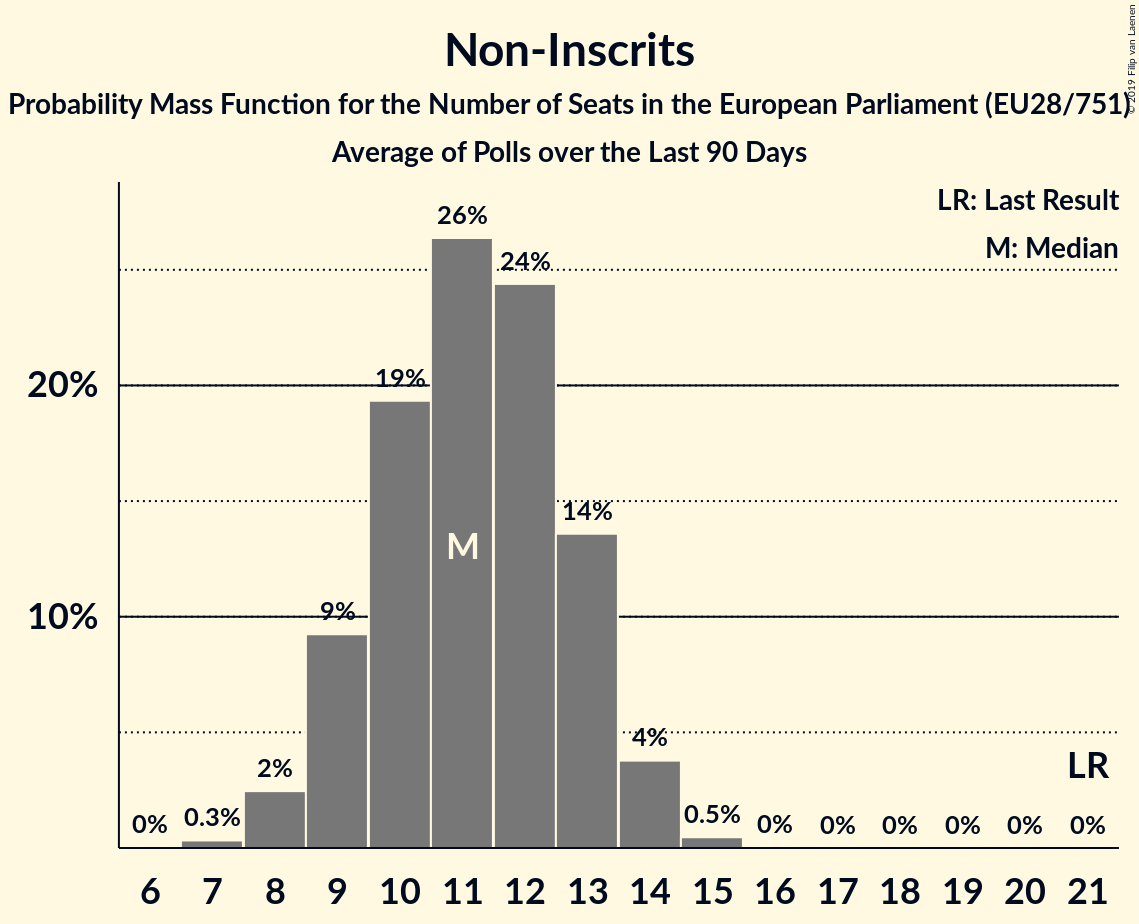 Non-Inscrits
Probability Mass Function for the Number of Seats in the European Parliament (EU28/751)
Average of Polls over the Last 90 Days
© 2019 Filip van Laenen
LR: Last Result
M: Median
26%
24%
20%
19%
14%
M
10%
9%
4%
LR
2%
0%
0.3%
0.5%
0%
0%
0%
0%
0%
0%
6 7 8 9 10 11 12 13 14 15 16 17 18 19 20 21